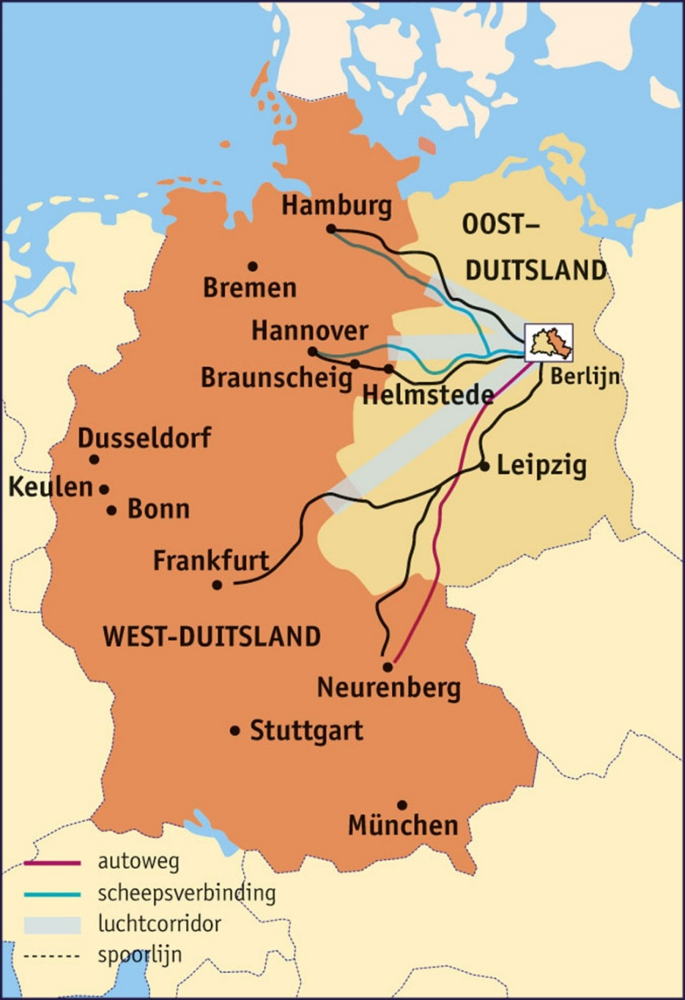 Hamburg
OOST–
DUITSLAND
Bremen
Hannover
Braunscheig
Helmstede
Berlijn
Dusseldorf
Keulen
Bonn
Leipzig
Frankfurt
WEST-DUITSLAND
Neurenberg
Stuttgart
München
autoweg
scheepsverbinding
luchtcorridor
spoorlijn